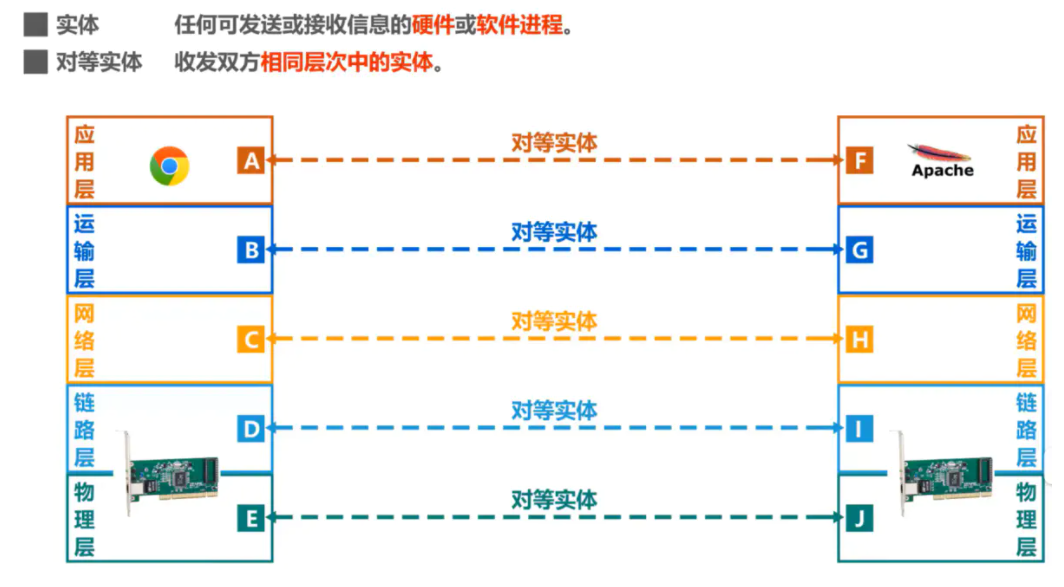 实体 任何可发送或接收信息的硬件或软件进程。
对等实体 收发双方相同层次中的实体。
应用层 A 对等实体 F Apache 应用层
运输层 B 对等实体 G 运输层
网络层 C 对等实体 H 网络层
链路层 D 对等实体 I 链路层
物理层 E 对等实体 J 物理层